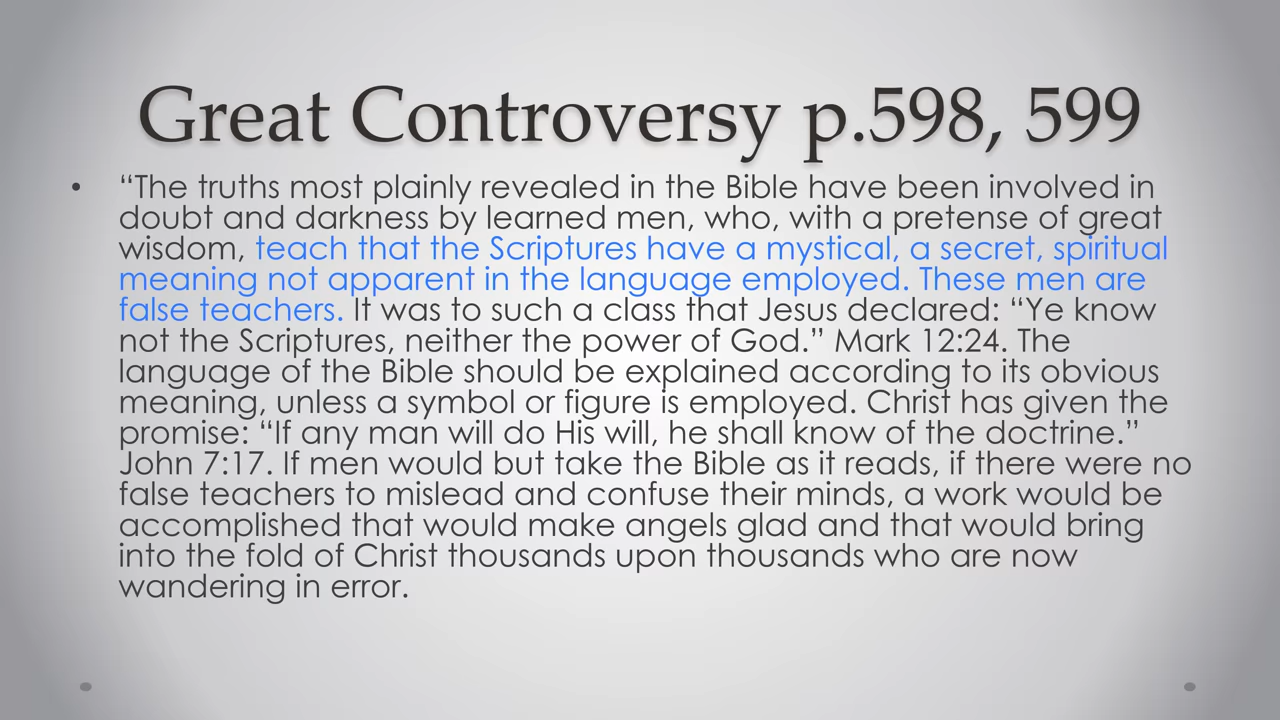 Great Controversy p.598, 599
• “The truths most plainly revealed in the Bible have been involved in
doubt and darkness by learned men, who, with a pretense of great
wisdom, teach that the Scriptures have a mystical, a secret, spiritual
meaning not apparent in the language employed. These men are
false teachers. It was to such a class that Jesus declared: “Ye know
not the Scriptures, neither the power of God.” Mark 12:24. The
language of the Bible should be explained according to its obvious
meaning, unless a symbol or figure is employed. Christ has given the
promise: “If any man will do His will, he shall know of the doctrine.”
John 7:17. If men would but take the Bible as it reads, if there were no
false teachers to mislead and confuse their minds, a work would be
accomplished that would make angels glad and that would bring
into the fold of Christ thousands upon thousands who are now
wandering in error.